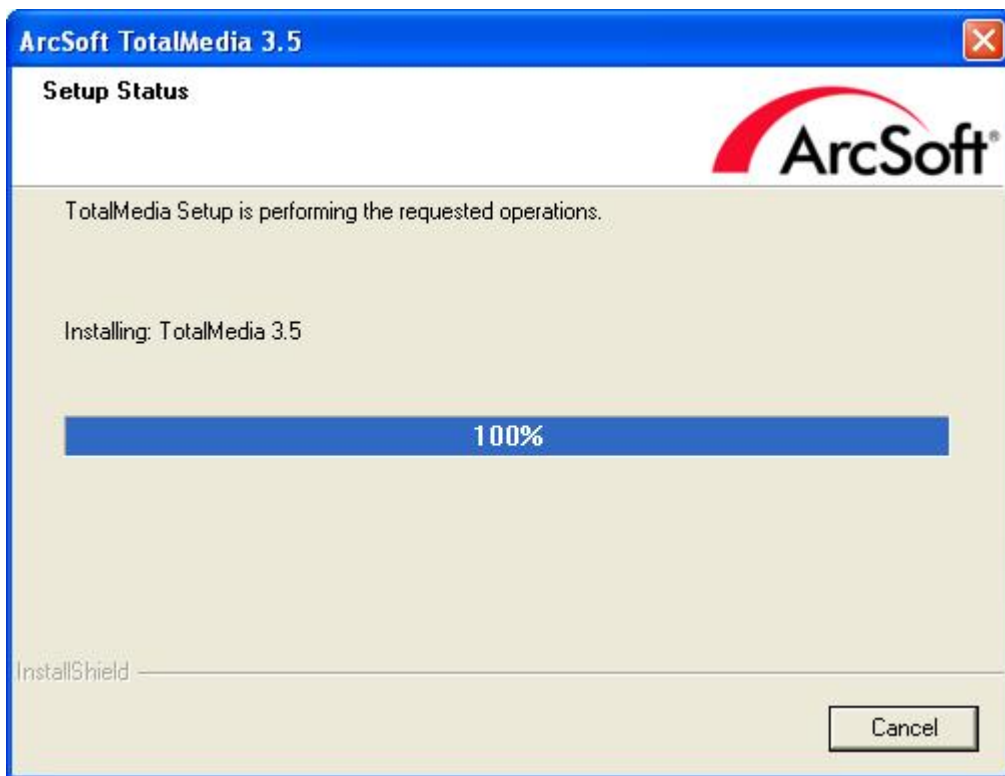 ArcSoft TotalMedia 3.5
Setup Status
ArcSoft®
TotalMedia Setup is performing the requested operations.
Installing: TotalMedia 3.5
100%
InstallShield
Cancel